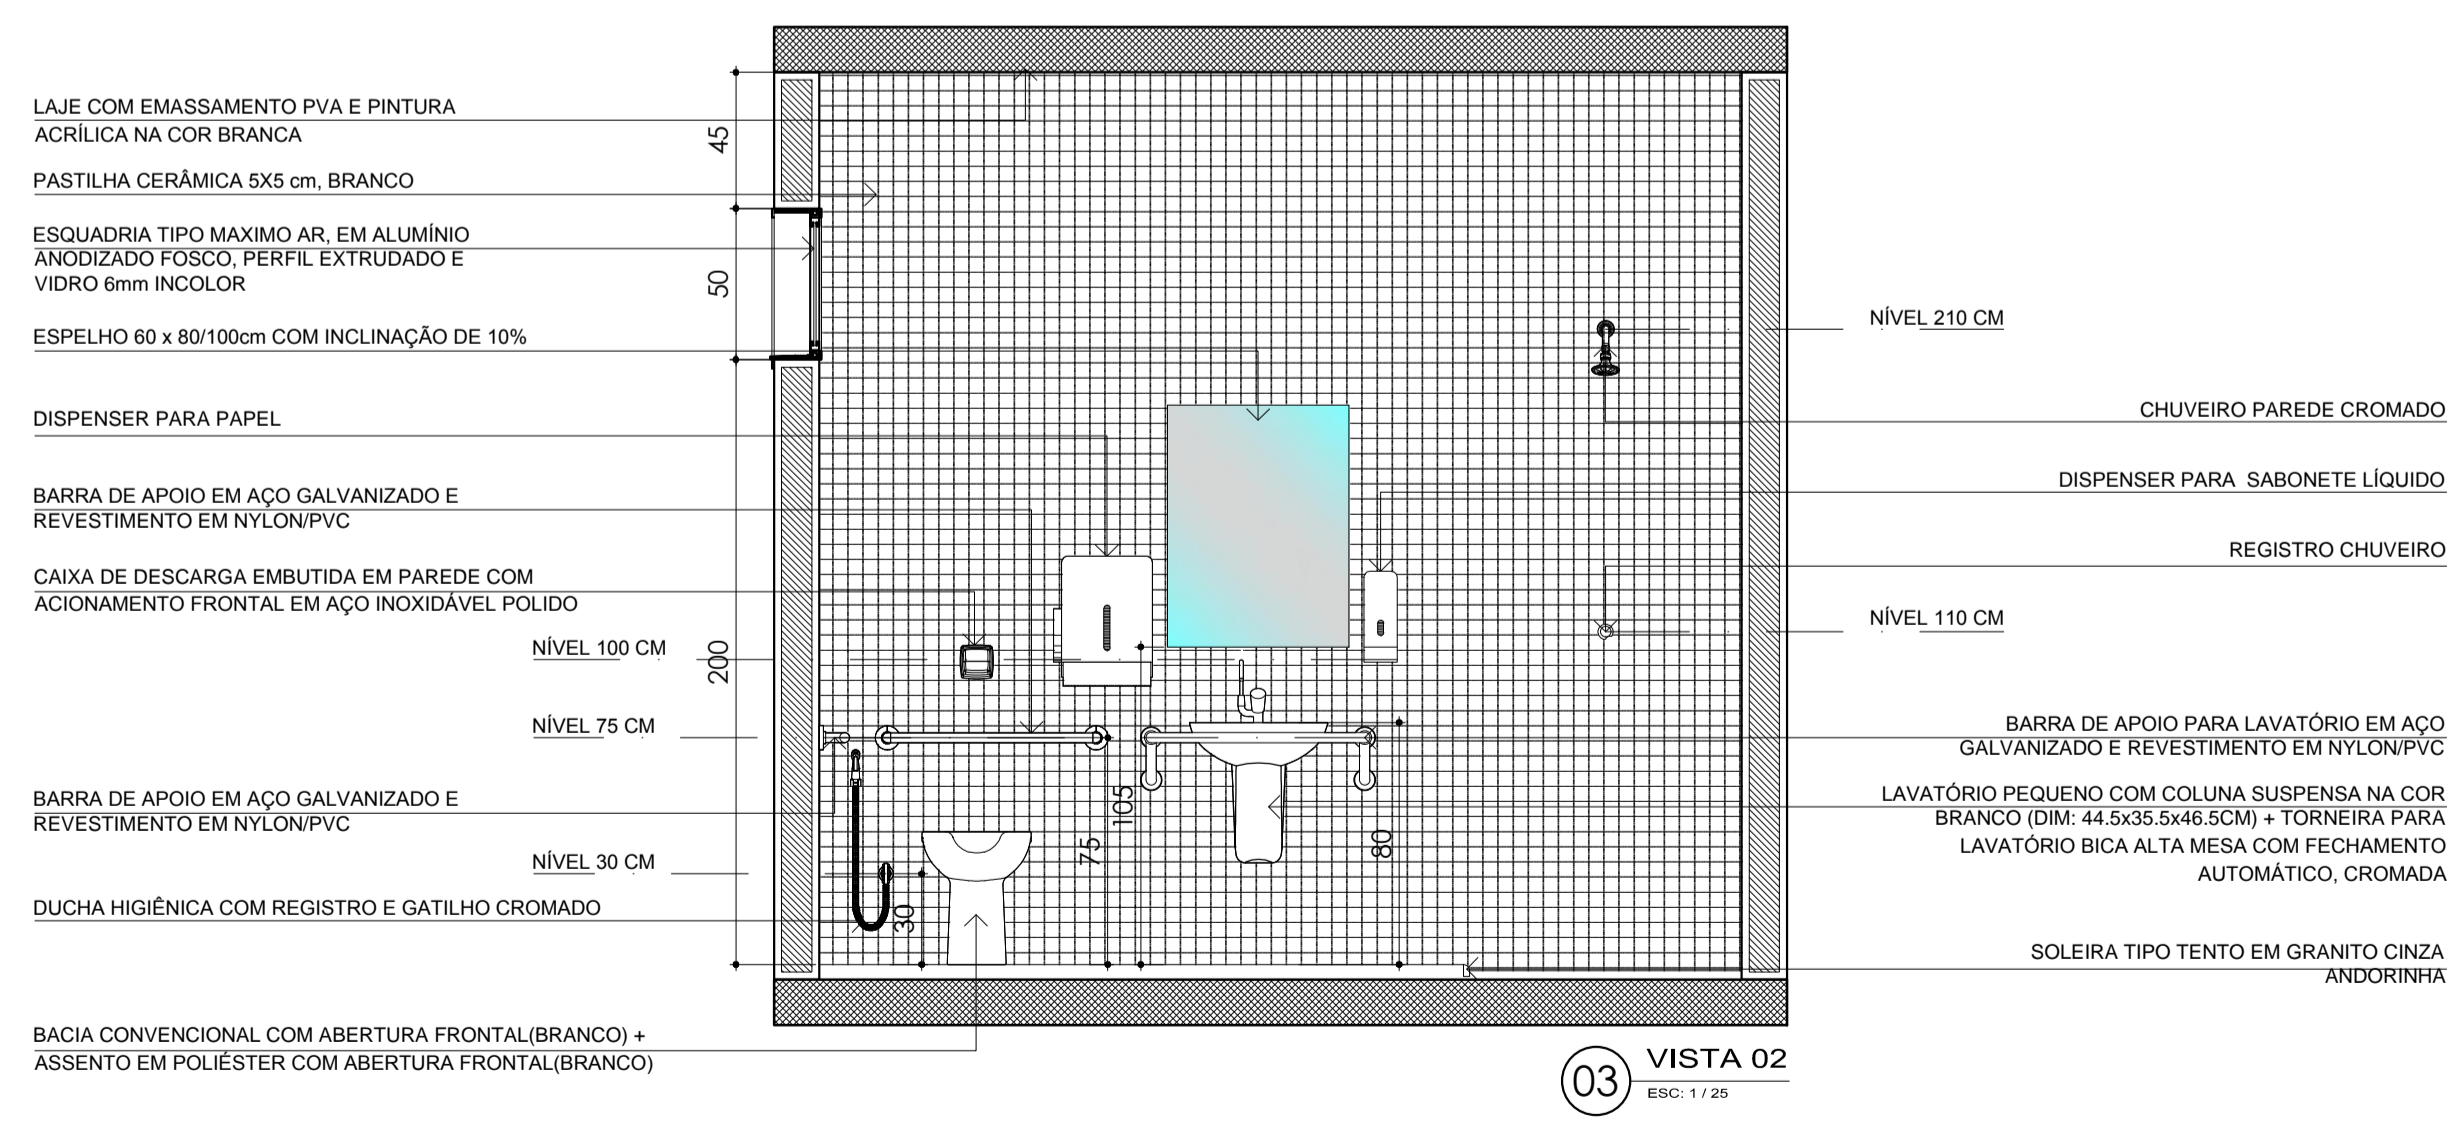 LAJE COM EMASSAMENTO PVA E PINTURA
ACRÍLICA NA COR BRANCA
PASTILHA CERÂMICA 5X5 cm, BRANCO
ESQUADRIA TIPO MAXIMO AR, EM ALUMÍNIO
ANODIZADO FOSCO, PERFIL EXTRUDADO E
VIDRO 6mm INCOLOR
ESPELHO 60 x 80/100cm COM INCLINAÇÃO DE 10%
DISPENSER PARA PAPEL
BARRA DE APOIO EM AÇO GALVANIZADO E
REVESTIMENTO EM NYLON/PVC
CAIXA DE DESCARGA EMBUTIDA EM PAREDE COM
ACIONAMENTO FRONTAL EM AÇO INOXIDÁVEL POLIDO
NÍVEL 100 CM
NÍVEL 75 CM
BARRA DE APOIO EM AÇO GALVANIZADO E
REVESTIMENTO EM NYLON/PVC
NÍVEL 30 CM
DUCHA HIGIÊNICA COM REGISTRO E GATILHO CROMADO
BACIA CONVENCIONAL COM ABERTURA FRONTAL(BRANCO) +
ASSENTO EM POLIÉSTER COM ABERTURA FRONTAL(BRANCO)
45
50
200
30
75
105
80
NÍVEL 210 CM
CHUVEIRO PAREDE CROMADO
DISPENSER PARA SABONETE LÍQUIDO
REGISTRO CHUVEIRO
NÍVEL 110 CM
BARRA DE APOIO PARA LAVATÓRIO EM AÇO
GALVANIZADO E REVESTIMENTO EM NYLON/PVC
LAVATÓRIO PEQUENO COM COLUNA SUSPENSA NA COR
BRANCO (DIM: 44.5x35.5x46.5CM) + TORNEIRA PARA
LAVATÓRIO BICA ALTA MESA COM FECHAMENTO
AUTOMÁTICO, CROMADA
SOLEIRA TIPO TENTO EM GRANITO CINZA
ANDORINHA
03
VISTA 02
ESC: 1 / 25